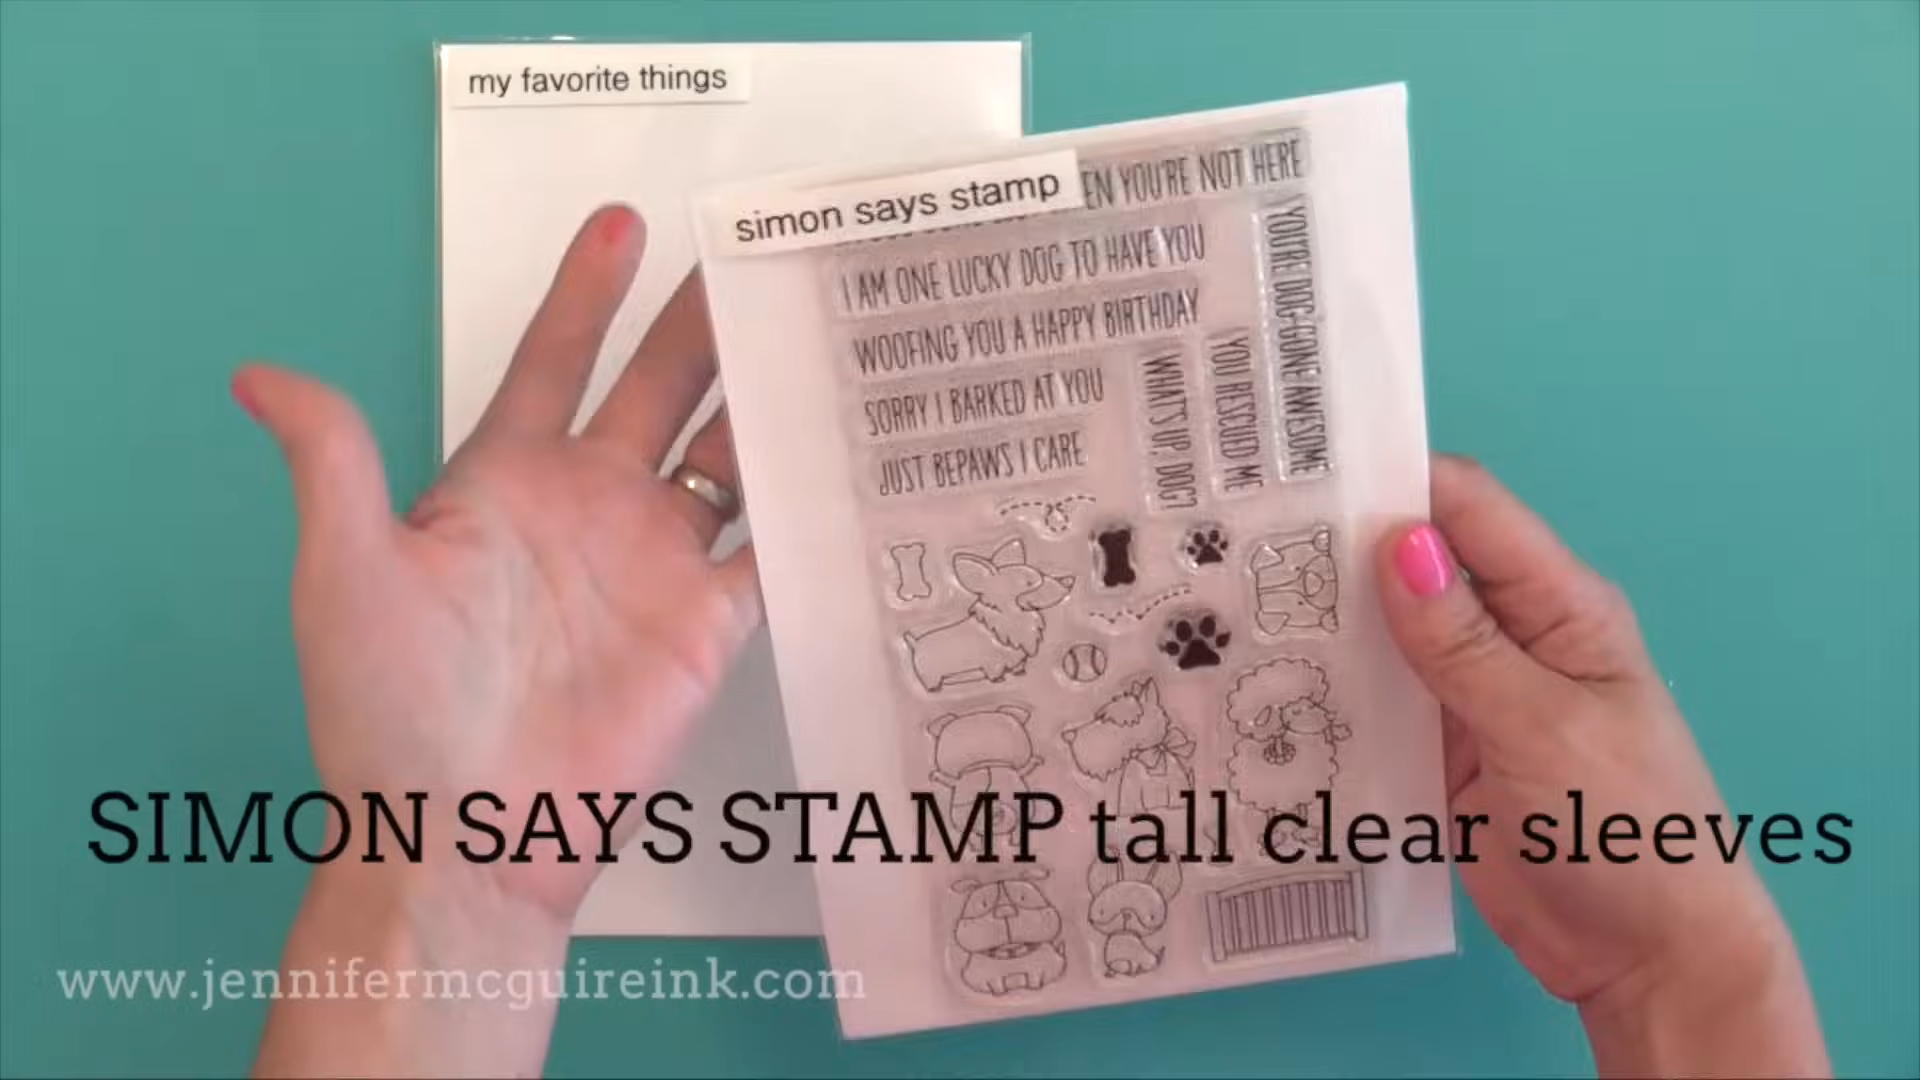 my favorite things
simon says stamp
EN YOU'RE NOT HERE
I AM ONE LUCKY DOG TO HAVE YOU
WOOFING YOU A HAPPY BIRTHDAY
SORRY I BARKED AT YOU
JUST BEPAWS I CARE
WHAT'S UP, DOG?
YOU RESCUED ME
YOU'RE DOG-GONE AWESOME
SIMON SAYS STAMP tall clear sleeves
www.jennifermcguireink.com